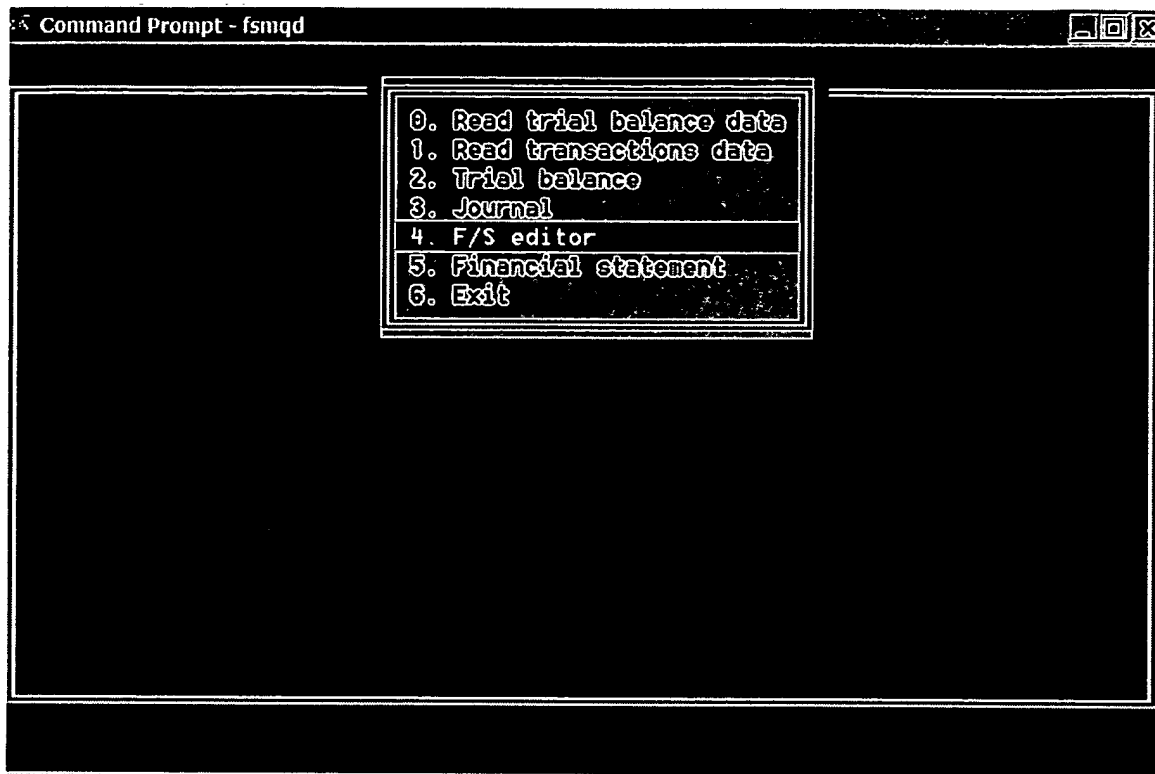 Command Prompt - fsmqd
0. Read trial balance data
1. Read transactions data
2. Trial balance
3. Journal
4. F/S editor
5. Financial statement
6. Exit